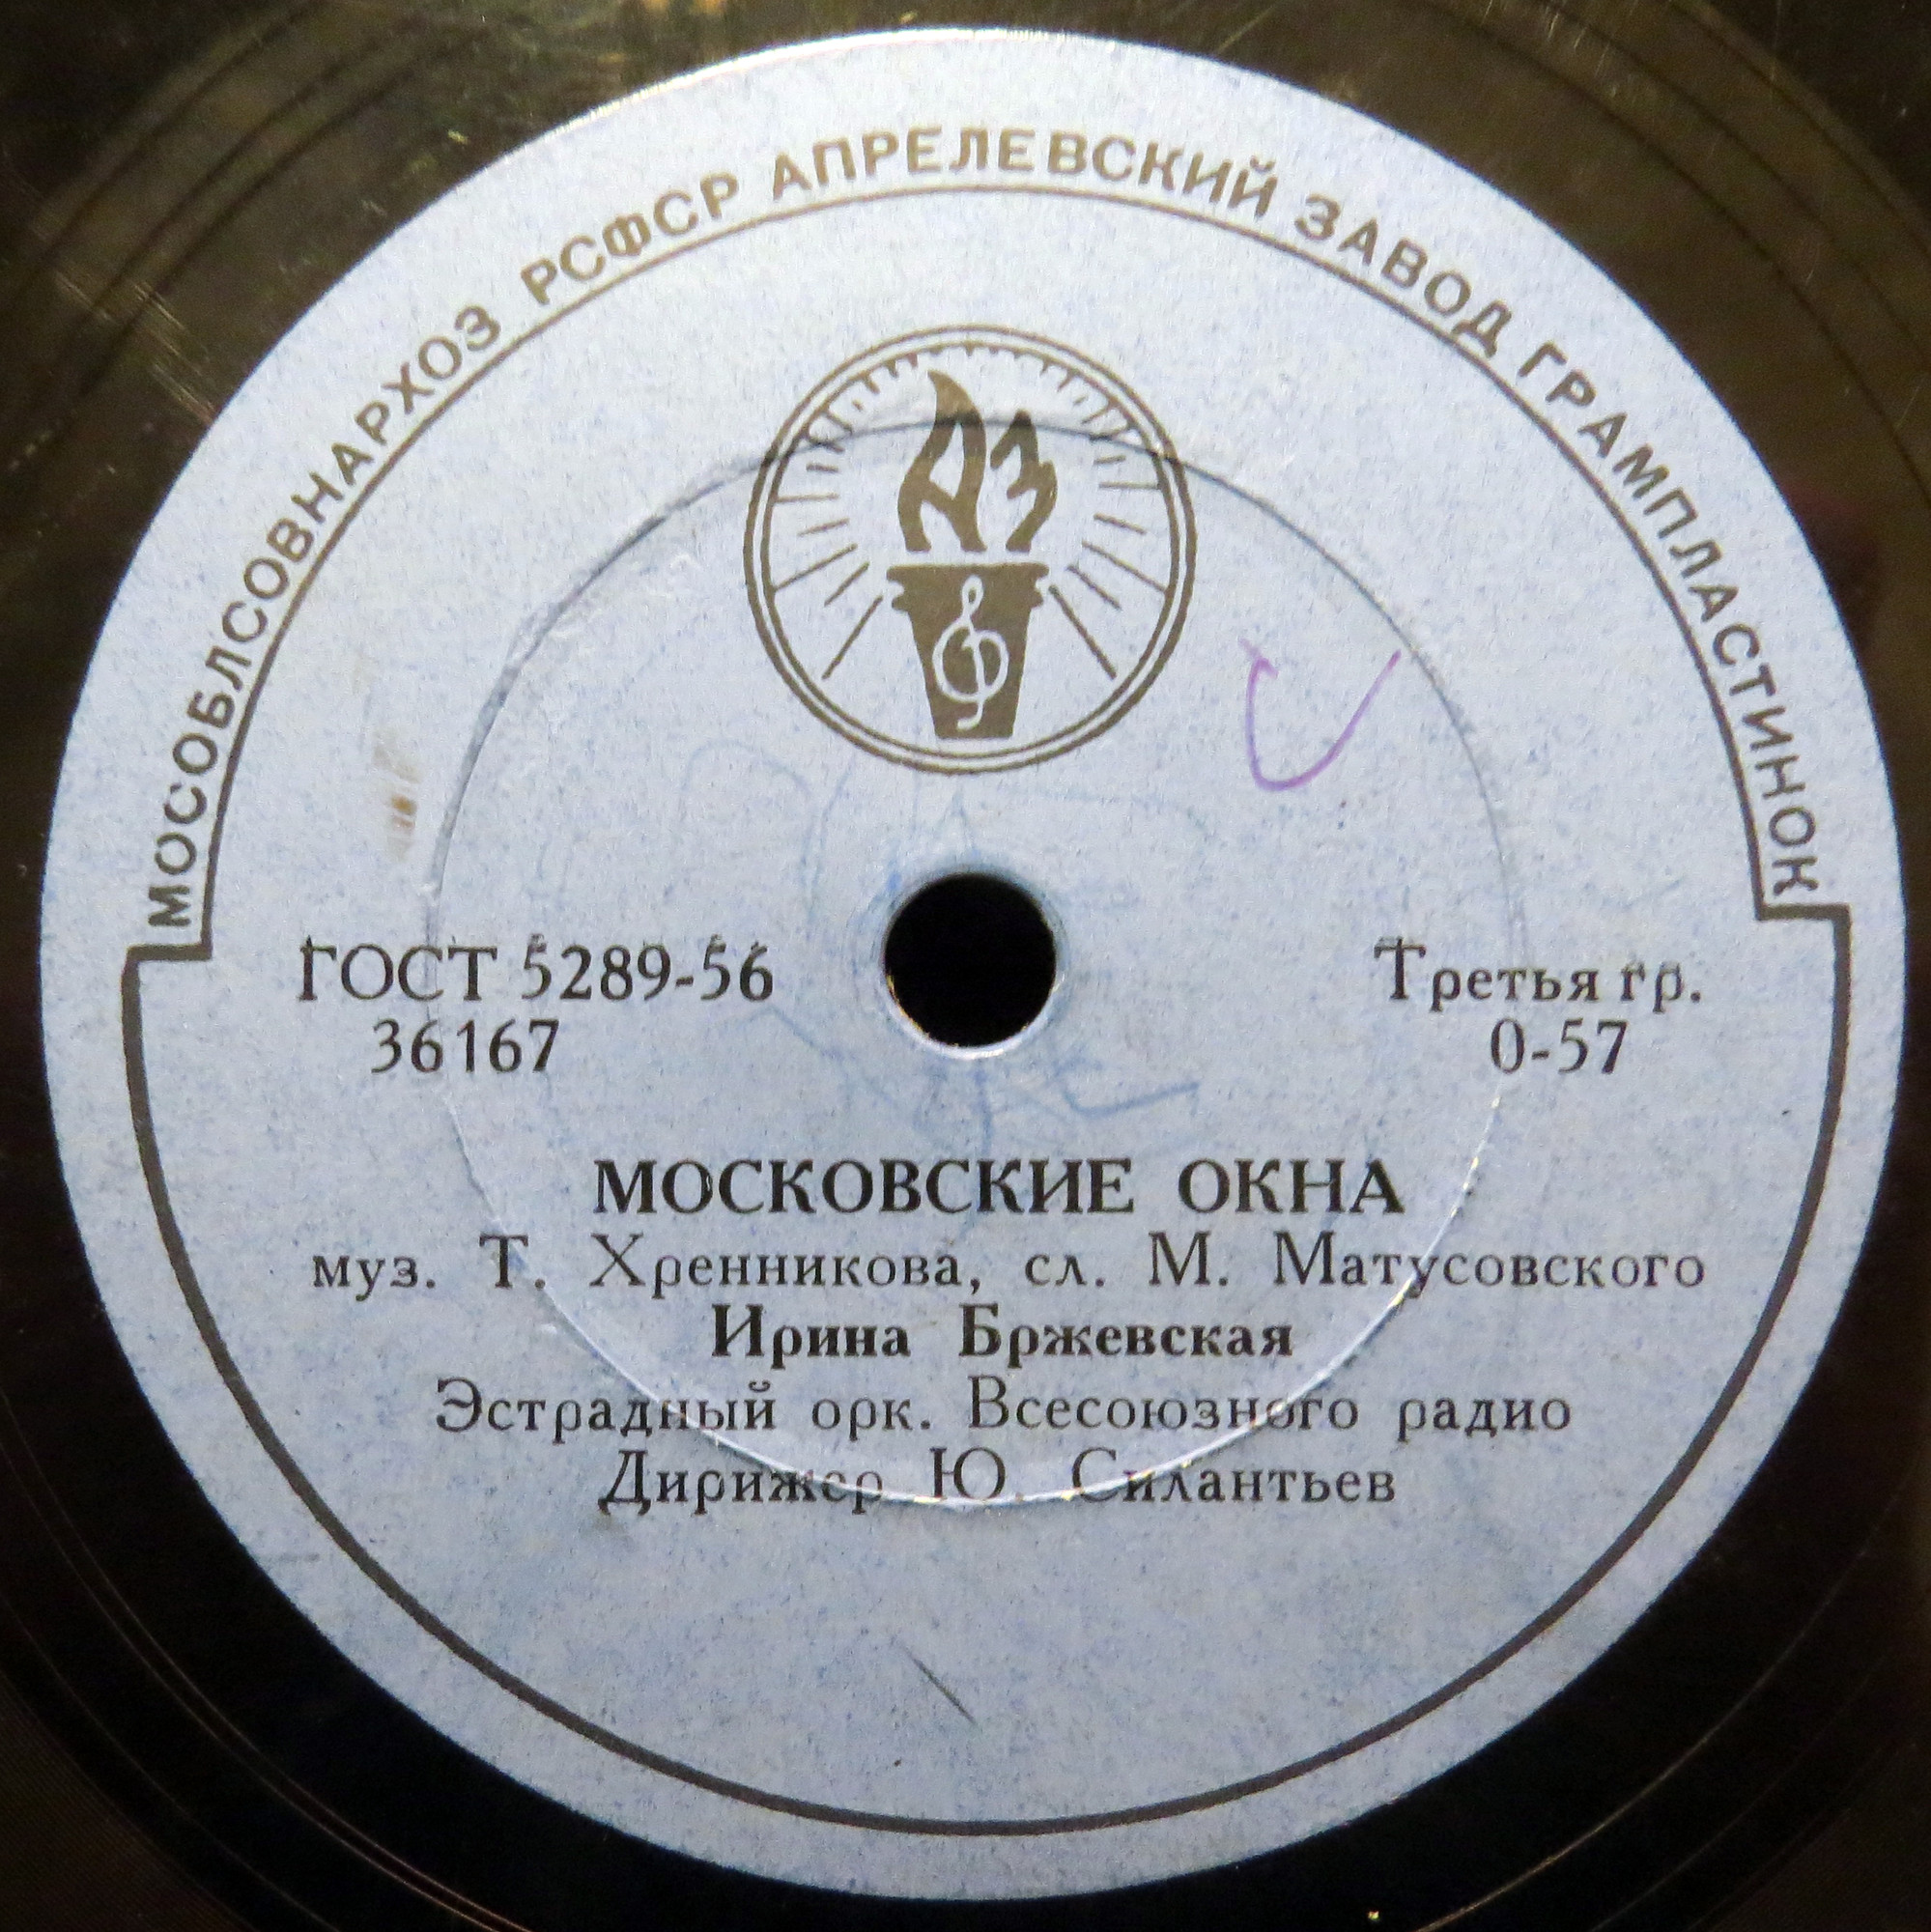 МОСОБЛСОВНАРХОЗ РСФСР АПРЕЛЕВСКИЙ ЗАВОД ГРАМПЛАСТИНОК
АЗ
ГОСТ 5289-56
36167
Третья гр.
0-57
МОСКОВСКИЕ ОКНА
муз. Т. Хренникова, сл. М. Матусовского
Ирина Бржевская
Эстрадный орк. Всесоюзного радио
Дирижер Ю. Силантьев